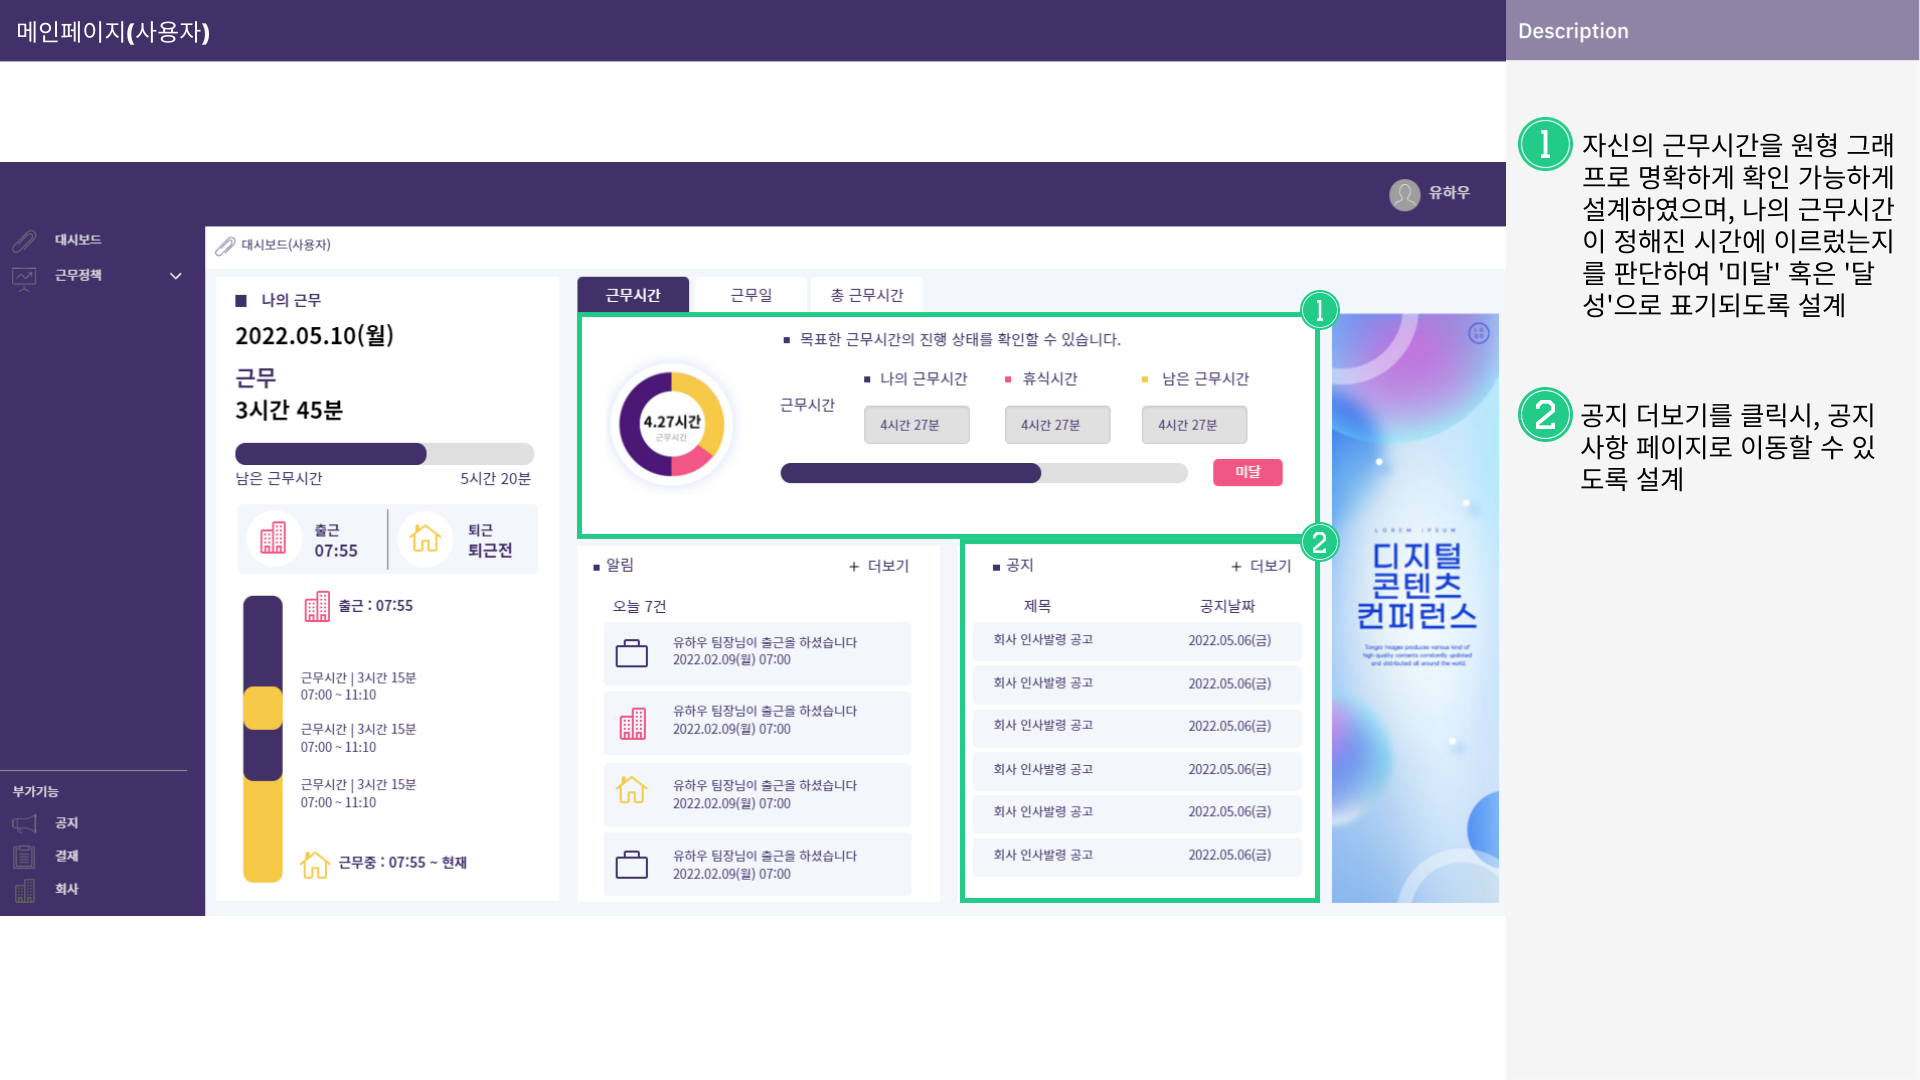 메인페이지(사용자)
Description
유하우
대시보드
근무정책
부가기능
공지
결재
회사
대시보드(사용자)
나의 근무
2022.05.10(월)
근무
3시간 45분
남은 근무시간 5시간 20분
출근
07:55
퇴근
퇴근전
출근 : 07:55
근무시간 | 3시간 15분
07:00 ~ 11:10
근무시간 | 3시간 15분
07:00 ~ 11:10
근무시간 | 3시간 15분
07:00 ~ 11:10
근무중 : 07:55 ~ 현재
근무시간 근무일 총 근무시간
1
목표한 근무시간의 진행 상태를 확인할 수 있습니다.
4.27시간
근무시간
나의 근무시간 휴식시간 남은 근무시간
근무시간 4시간 27분 4시간 27분 4시간 27분
미달
2
알림 + 더보기
오늘 7건
유하우 팀장님이 출근을 하셨습니다
2022.02.09(월) 07:00
유하우 팀장님이 출근을 하셨습니다
2022.02.09(월) 07:00
유하우 팀장님이 출근을 하셨습니다
2022.02.09(월) 07:00
유하우 팀장님이 출근을 하셨습니다
2022.02.09(월) 07:00
공지 + 더보기
제목 공지날짜
회사 인사발령 공고 2022.05.06(금)
회사 인사발령 공고 2022.05.06(금)
회사 인사발령 공고 2022.05.06(금)
회사 인사발령 공고 2022.05.06(금)
회사 인사발령 공고 2022.05.06(금)
회사 인사발령 공고 2022.05.06(금)
LOREM IPSUM
디지털
콘텐츠
컨퍼런스
Tongro Images produces various kind of
high quality contents constantly updated
and distributed all around the world.
1 자신의 근무시간을 원형 그래
프로 명확하게 확인 가능하게
설계하였으며, 나의 근무시간
이 정해진 시간에 이르렀는지
를 판단하여 '미달' 혹은 '달
성'으로 표기되도록 설계
2 공지 더보기를 클릭시, 공지
사항 페이지로 이동할 수 있
도록 설계